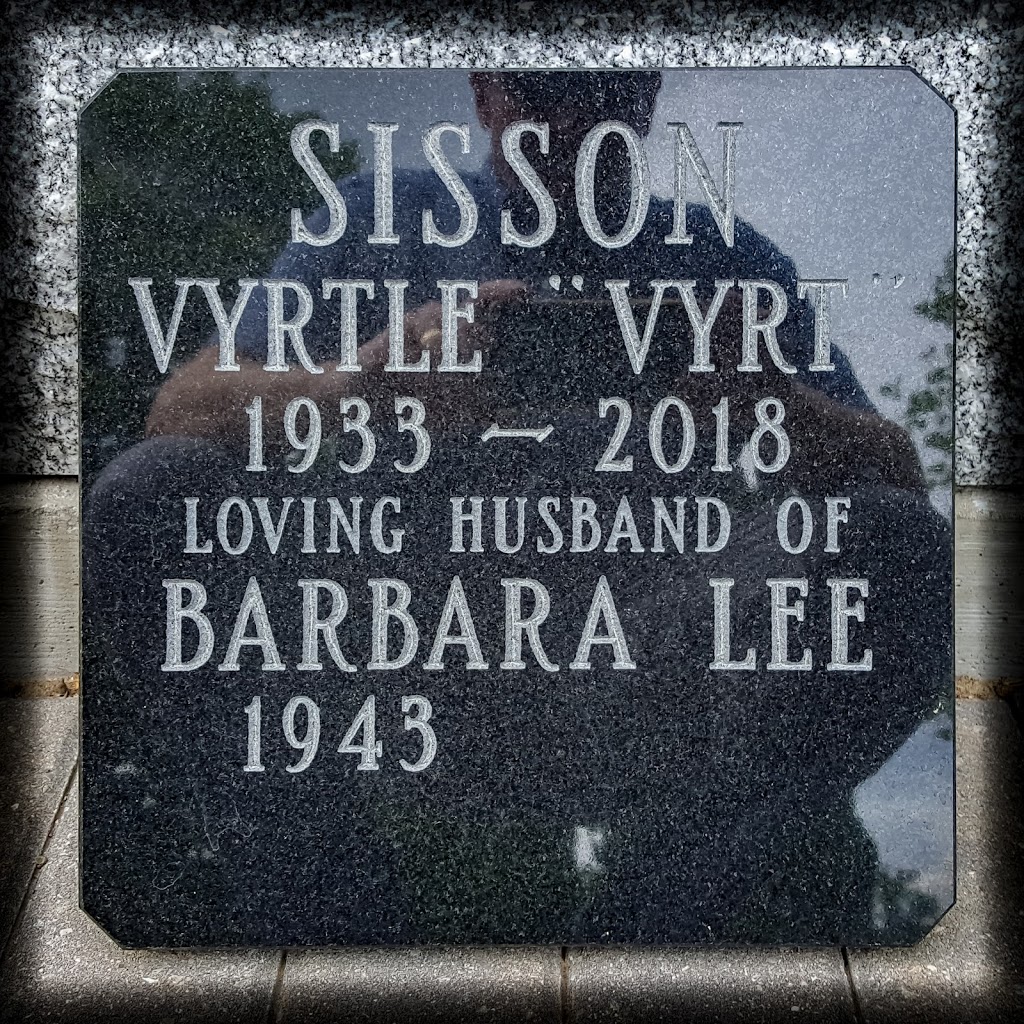 SISSON
VYRTLE "VYRT"
1933 – 2018
LOVING HUSBAND OF
BARBARA LEE
1943